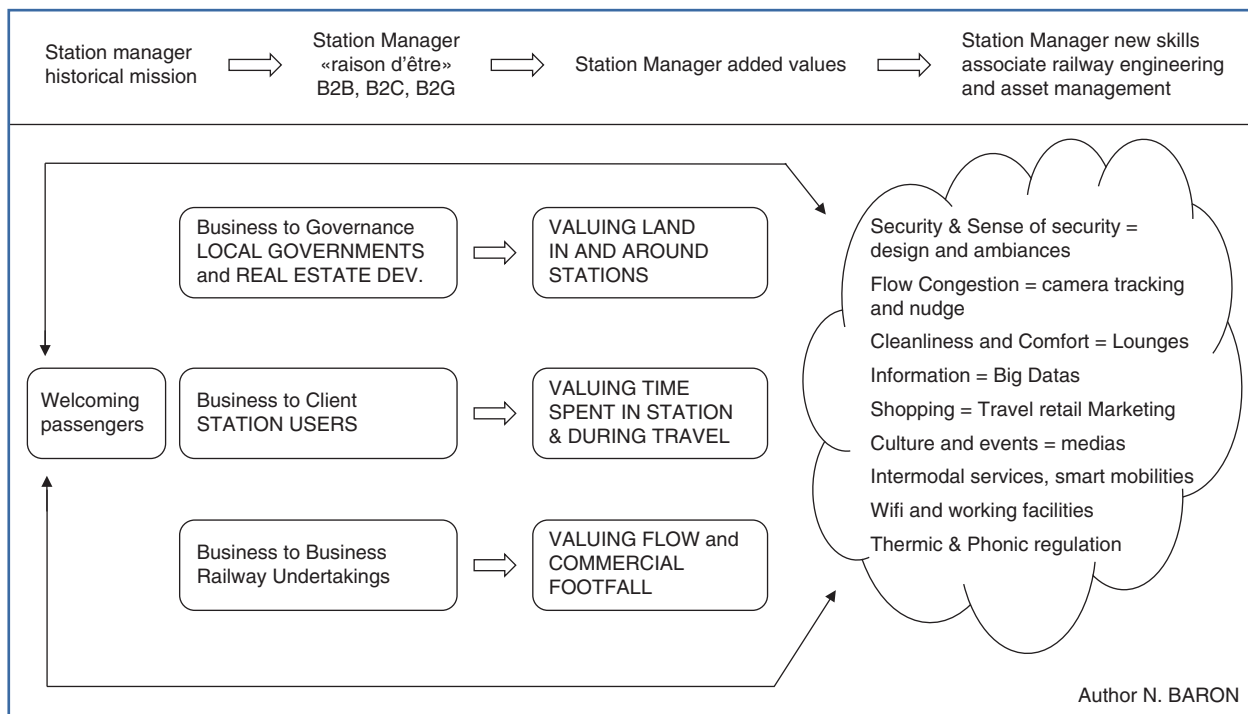 Station manager
historical mission
Station Manager
«raison d’être»
B2B, B2C, B2G
Station Manager added values
Station Manager new skills
associate railway engineering
and asset management
Welcoming
passengers
Business to Governance
LOCAL GOVERNMENTS
and REAL ESTATE DEV.
VALUING LAND
IN AND AROUND
STATIONS
Business to Client
STATION USERS
VALUING TIME
SPENT IN STATION
& DURING TRAVEL
Business to Business
Railway Undertakings
VALUING FLOW and
COMMERCIAL
FOOTFALL
Security & Sense of security =
design and ambiances
Flow Congestion = camera tracking
and nudge
Cleanliness and Comfort = Lounges
Information = Big Datas
Shopping = Travel retail Marketing
Culture and events = medias
Intermodal services, smart mobilities
Wifi and working facilities
Thermic & Phonic regulation
Author N. BARON